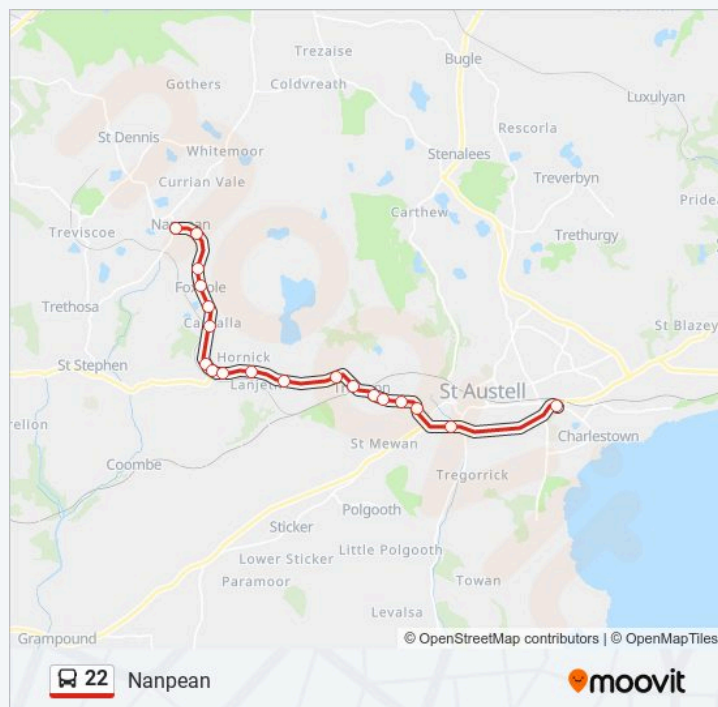 Trezaise
Bugle
Gothers
Coldvreath
Luxulyan
St Dennis
Rescorla
Whitemoor
Stenalees
Currian Vale
Treverbyn
Carthew
Pridea
Treviscoe
Trethurgy
Trethosa
St Blazey
St Stephen
Hornick
Lanjeth
St Austell
Charlestown
St Mewan
Coombe
Tregorrick
Polgooth
Sticker
Little Polgooth
Lower Sticker
Paramoor
Towan
Levalsa
Grampound
© OpenStreetMap contributors | © OpenMapTiles
22 Nanpean
moovit